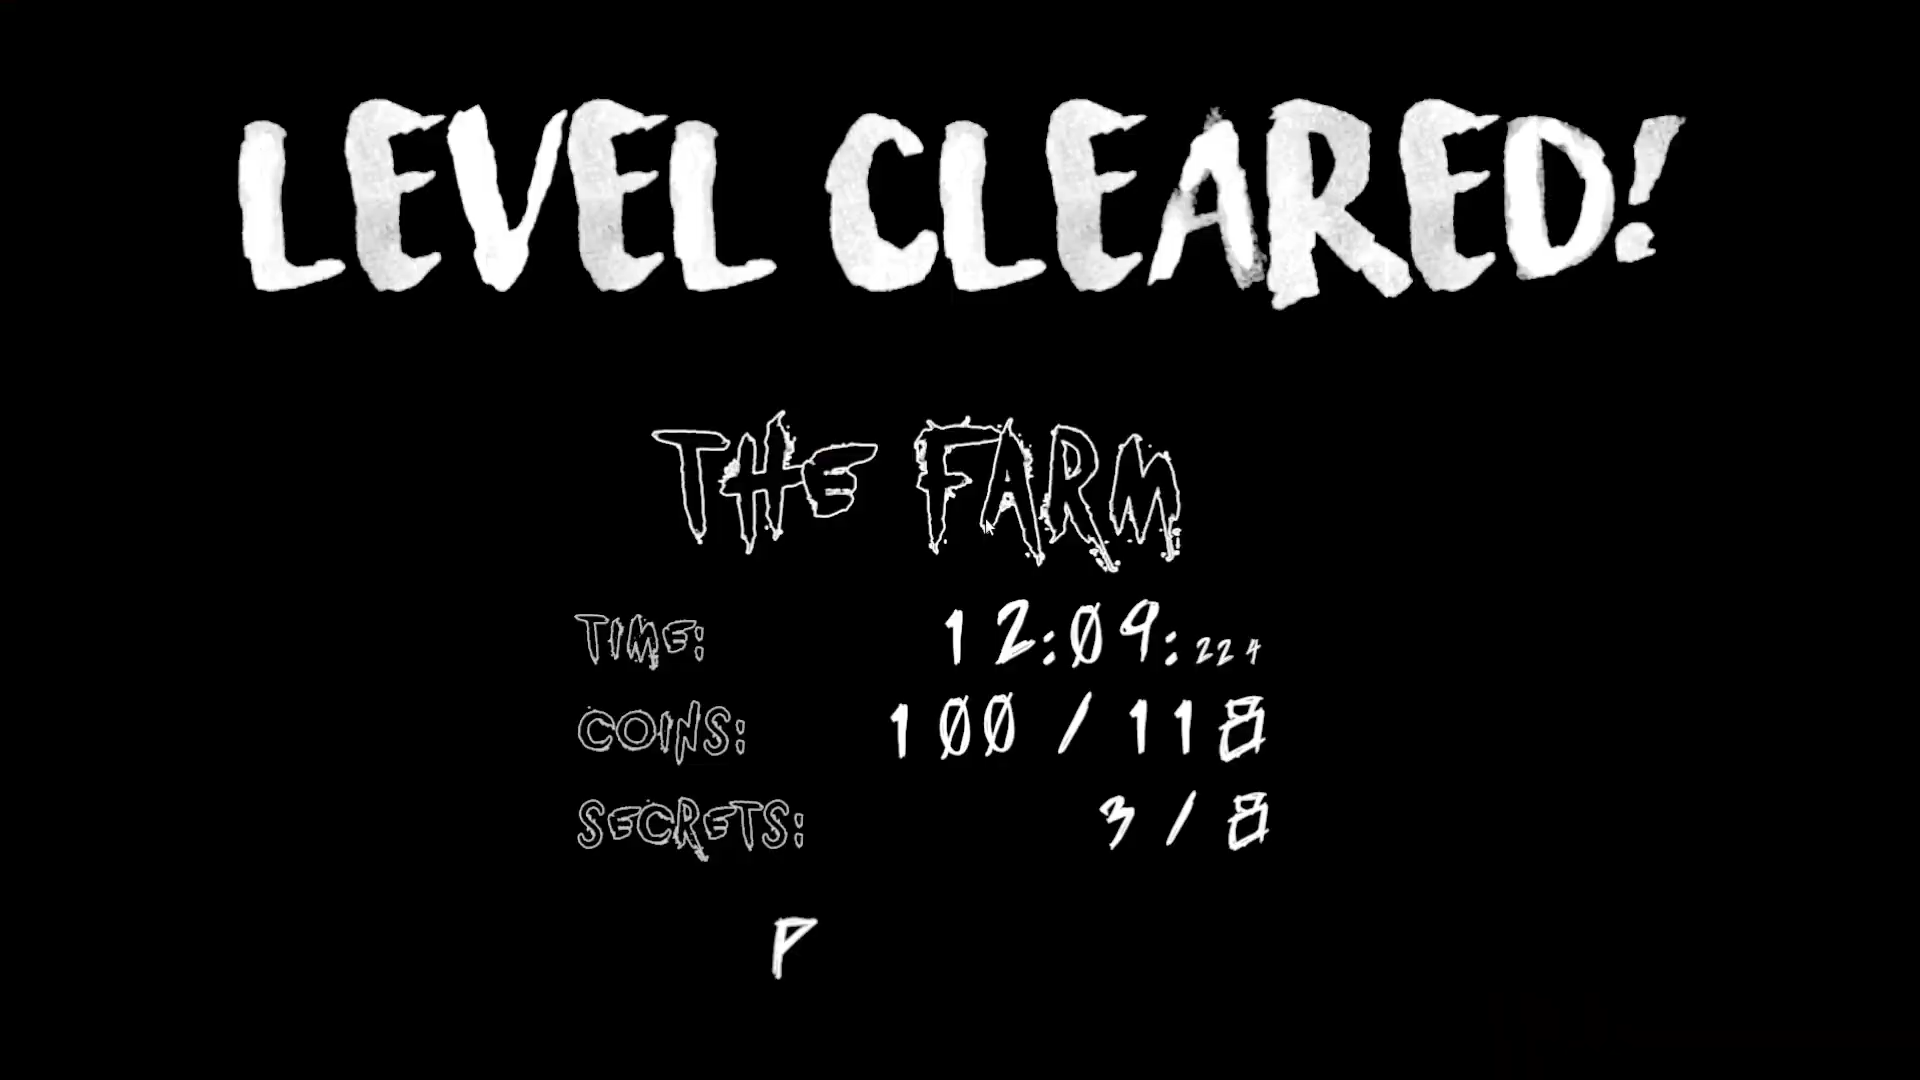 LEVEL CLEARED!
THE FARM
TIME: 12:09:224
COINS: 100 / 118
SECRETS: 3 / 8
P